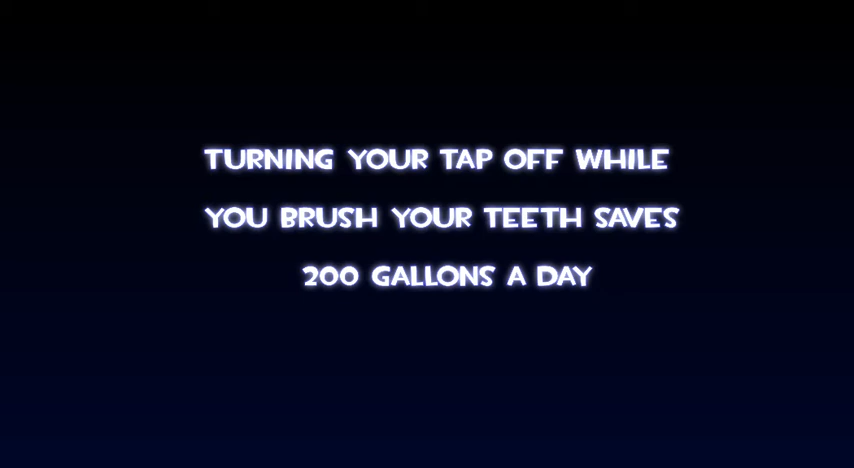 TURNING YOUR TAP OFF WHILE
YOU BRUSH YOUR TEETH SAVES
200 GALLONS A DAY